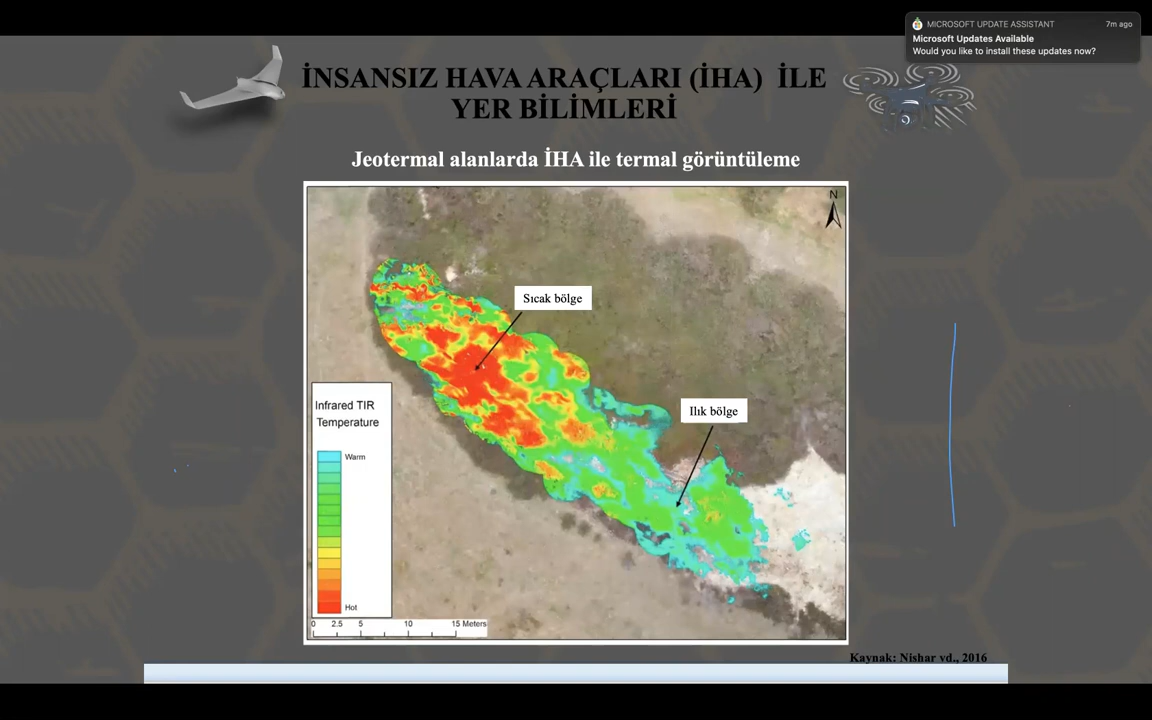 MICROSOFT UPDATE ASSISTANT 7m ago
Microsoft Updates Available
Would you like to install these updates now?
İNSANSIZ HAVA ARAÇLARI (İHA) İLE
YER BİLİMLERİ
Jeotermal alanlarda İHA ile termal görüntüleme
N
Sıcak bölge
Ilık bölge
Infrared TIR
Temperature
Warm
Hot
0 2.5 5 10 15 Meters
Kaynak: Nishar vd., 2016